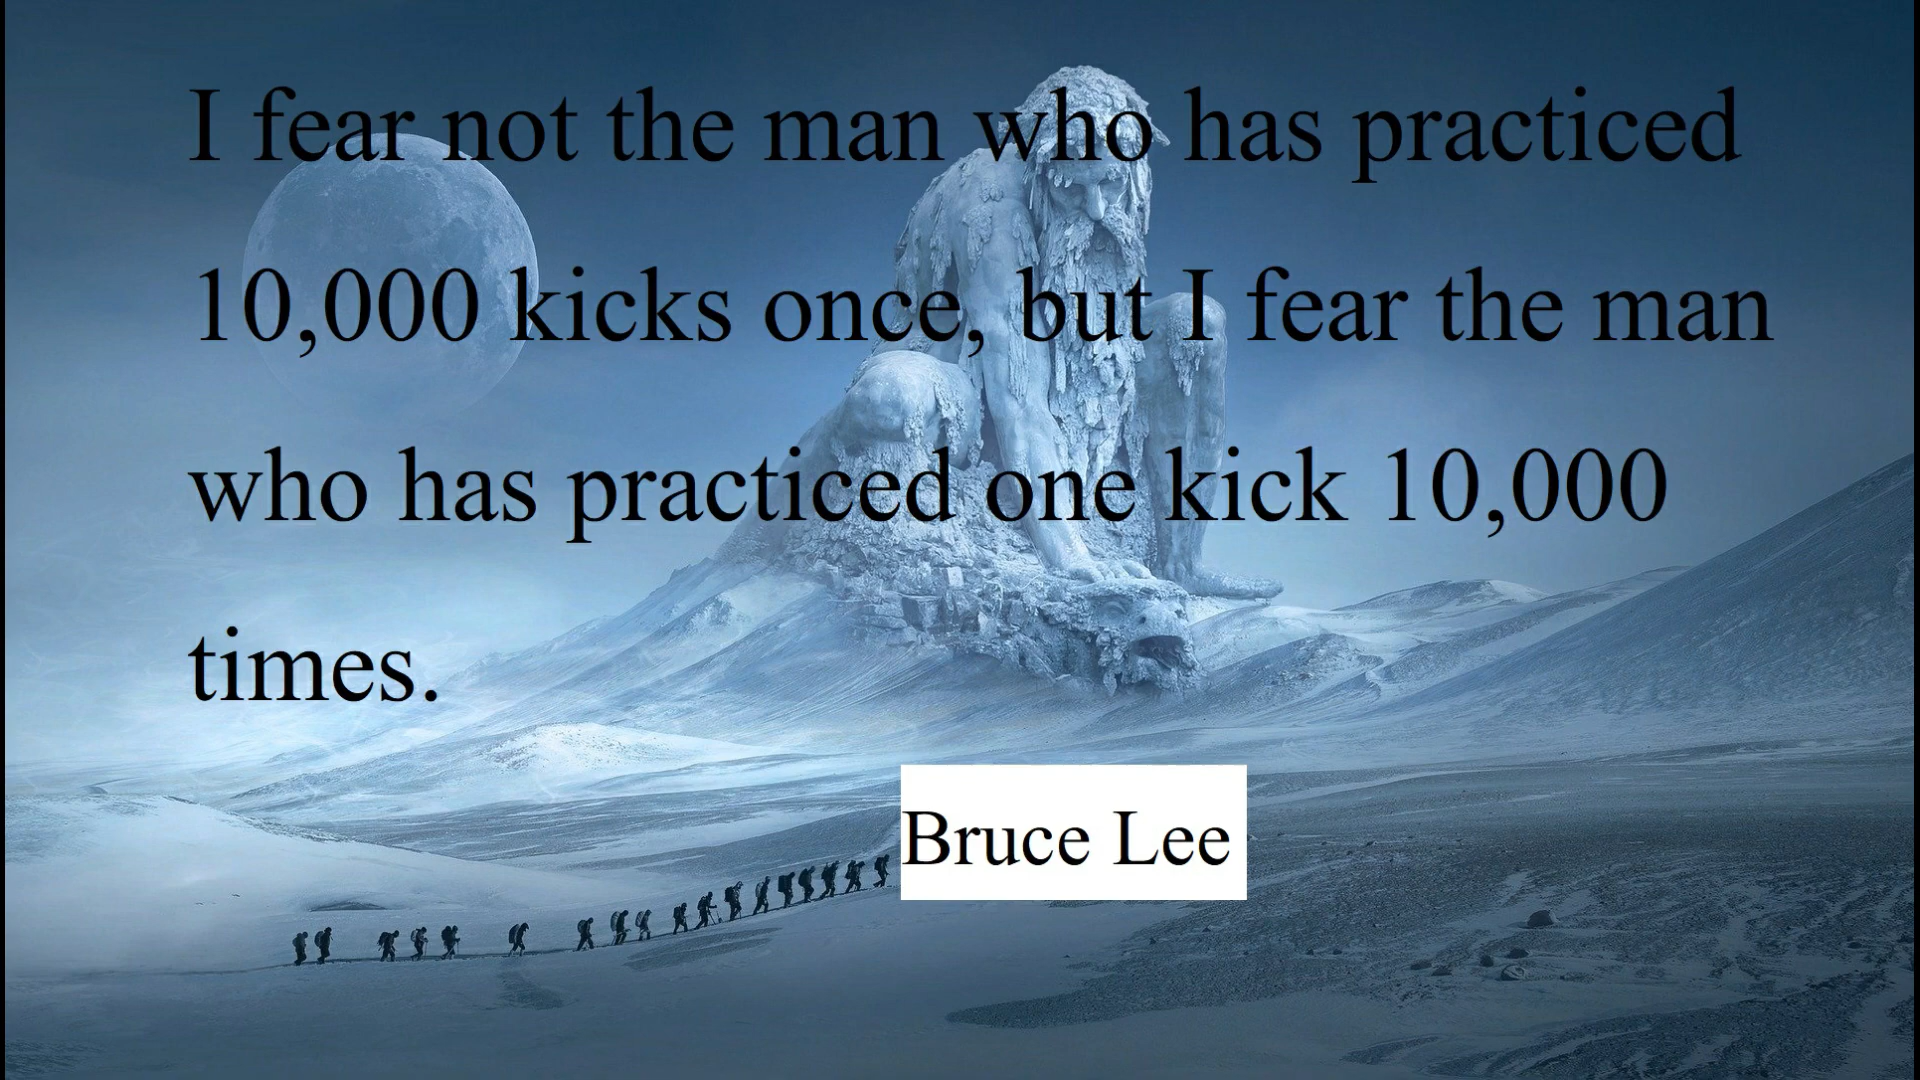 I fear not the man who has practiced
10,000 kicks once, but I fear the man
who has practiced one kick 10,000
times.
Bruce Lee